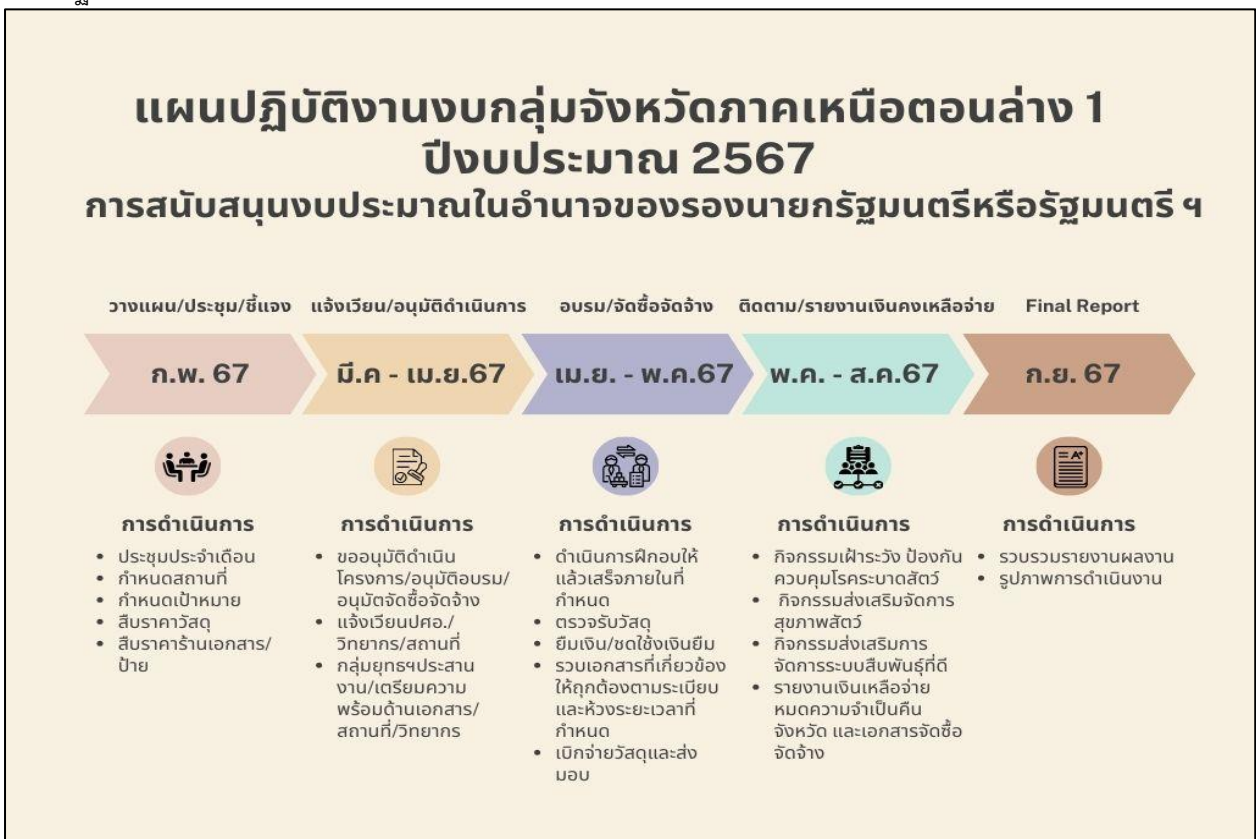 แผนปฏิบัติงานงบกลุ่มจังหวัดภาคเหนือตอนล่าง 1
ปีงบประมาณ 2567
การสนับสนุนงบประมาณในอำนาจของรองนายกรัฐมนตรีหรือรัฐมนตรี ฯ
วางแผน/ประชุม/ชี้แจง
ก.พ. 67
การดำเนินการ
• ประชุมประจำเดือน
• กำหนดสถานที่
• กำหนดเป้าหมาย
• สืบราคาวัสดุ
• สืบราคาร้านเอกสาร/
ป้าย
แจ้งเวียน/อนุมัติดำเนินการ
มี.ค - เม.ย.67
การดำเนินการ
• ขออนุมัติดำเนิน
โครงการ/อนุมัติอบรม/
อนุมัตจัดซื้อจัดจ้าง
• แจ้งเวียนปศอ./
วิทยากร/สถานที่
• กลุ่มยุทธฯประสาน
งาน/เตรียมความ
พร้อมด้านเอกสาร/
สถานที่/วิทยากร
อบรม/จัดซื้อจัดจ้าง
เม.ย. - พ.ค.67
การดำเนินการ
• ดำเนินการฝึกอบให้
แล้วเสร็จภายในที่
กำหนด
• ตรวจรับวัสดุ
• ยืมเงิน/ชดใช้งเงินยืม
• รวบเอกสารที่เกี่ยวข้อง
ให้ถูกต้องตามระเบียบ
และห้วงระยะเวลาที่
กำหนด
• เบิกจ่ายวัสดุและส่ง
มอบ
ติดตาม/รายงานเงินคงเหลือจ่าย
พ.ค. - ส.ค.67
การดำเนินการ
• กิจกรรมเฝ้าระวัง ป้องกัน
ควบคุมโรคระบาดสัตว์
• กิจกรรมส่งเสริมจัดการ
สุขภาพสัตว์
• กิจกรรมส่งเสริมการ
จัดการระบบสืบพันธุ์ที่ดี
• รายงานเงินเหลือจ่าย
หมดความจำเป็นคืน
จังหวัด และเอกสารจัดซื้อ
จัดจ้าง
Final Report
ก.ย. 67
A+
การดำเนินการ
• รวบรวมรายงานผลงาน
• รูปภาพการดำเนินงาน